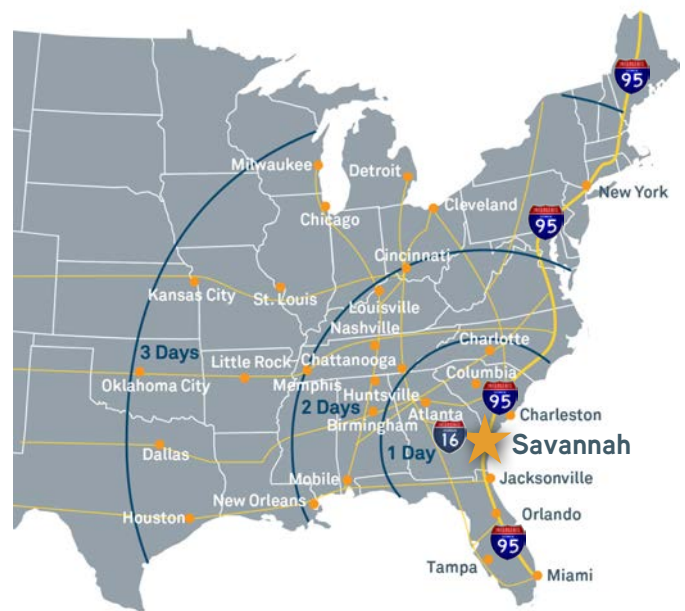 95
New York
Milwaukee
Detroit
Chicago
Cleveland
95
Cincinnati
Kansas City
St. Louis
Louisville
Nashville
3 Days
Little Rock
Chattanooga
Charlotte
Oklahoma City
Memphis
Huntsville
Columbia
2 Days
Birmingham
Atlanta
95
Charleston
16
1 Day
Savannah
Dallas
Mobile
Jacksonville
New Orleans
Houston
Orlando
95
Tampa
Miami